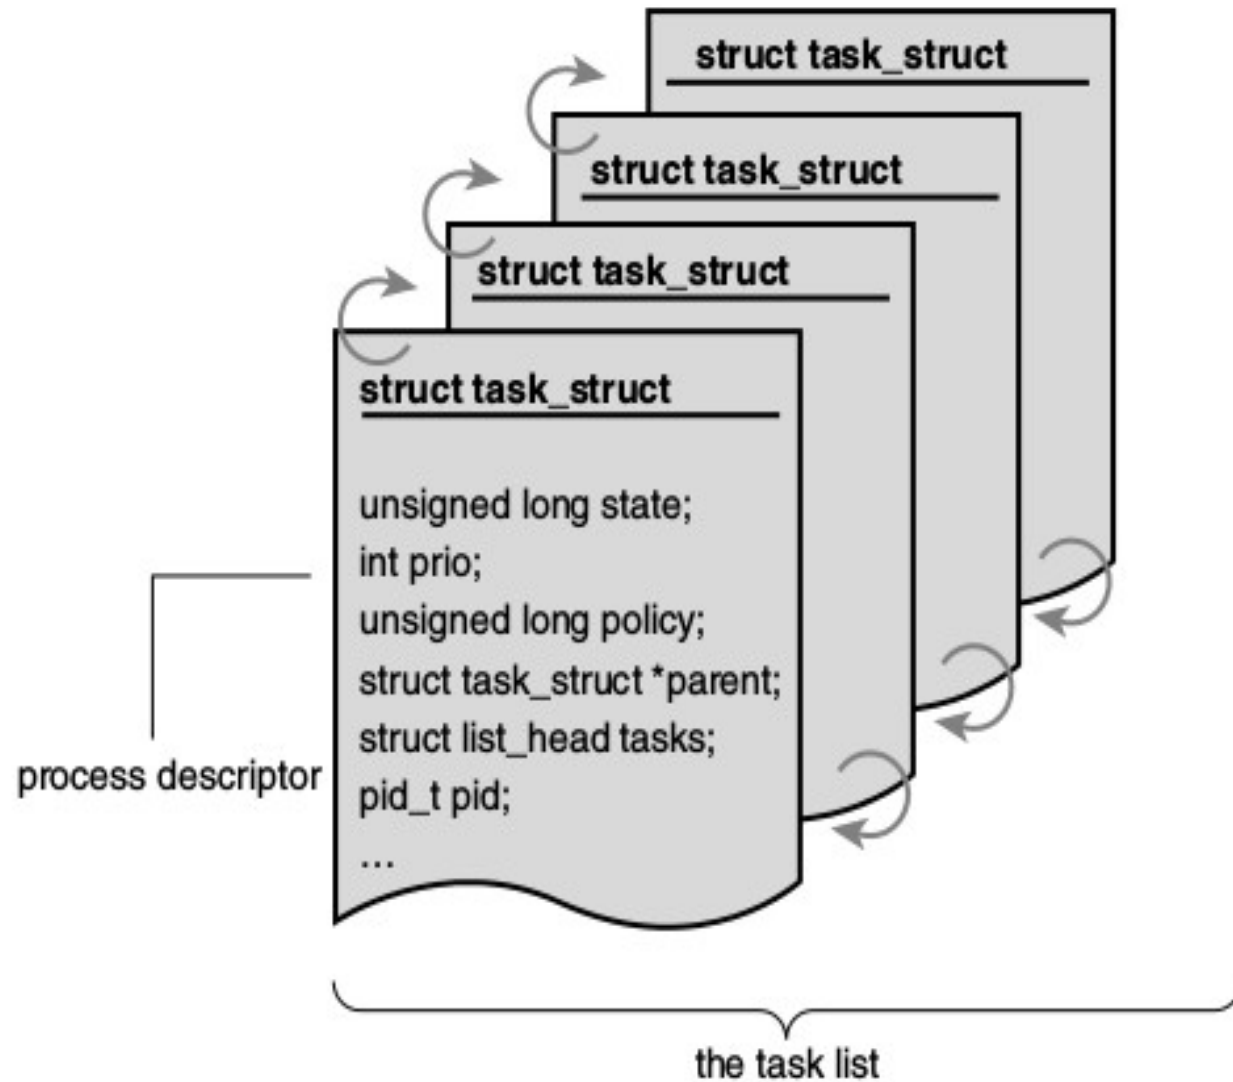 struct task_struct
struct task_struct
struct task_struct
struct task_struct
unsigned long state;
int prio;
unsigned long policy;
struct task_struct *parent;
struct list_head tasks;
pid_t pid;
...
process descriptor
the task list